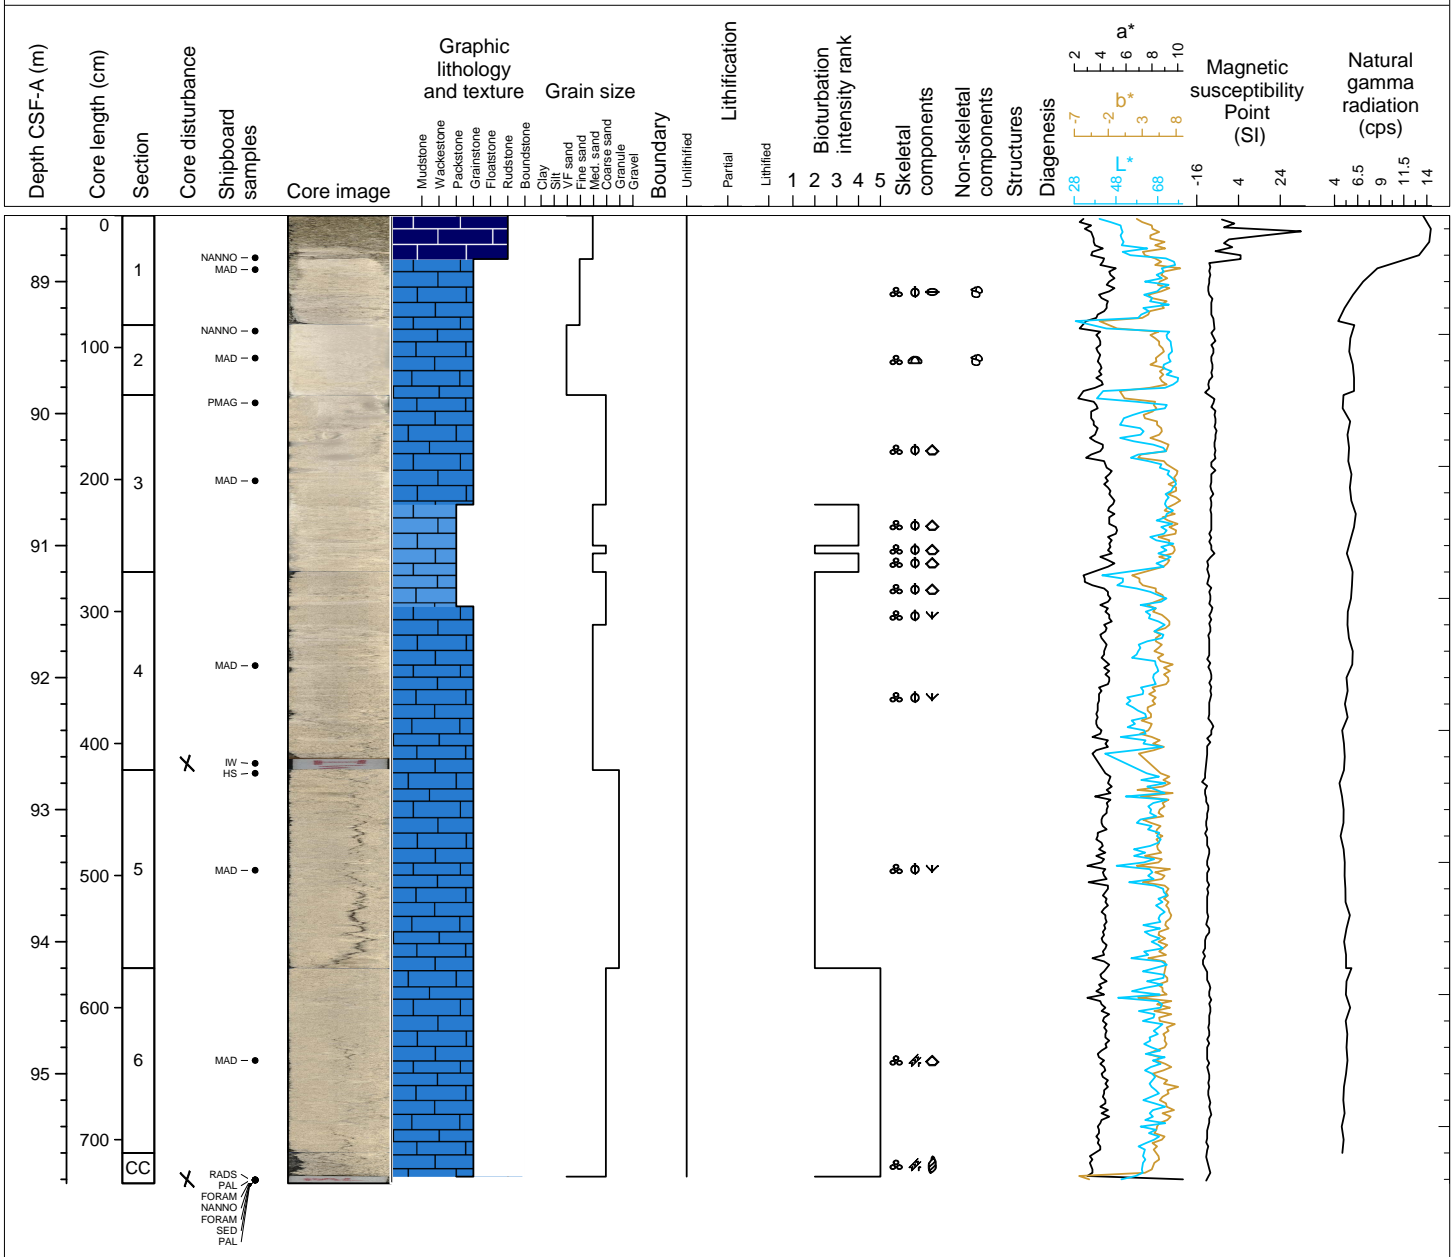 Depth CSF-A (m)
Core length (cm)
Section
Core disturbance
Shipboard
samples
Core image
Graphic
lithology
and texture
Mudstone
Wackestone
Packstone
Grainstone
Floatstone
Rudstone
Boundstone
Grain size
Clay
Silt
VF sand
Fine sand
Med. sand
Coarse sand
Granule
Gravel
Boundary
Lithification
Unlithified
Partial
Lithified
Bioturbation
intensity rank
1 2 3 4 5
Skeletal
components
Non-skeletal
components
Structures
Diagenesis
a*
2 4 6 8 10
b*
-7 -2 3 8
L*
28 48 68
Magnetic
susceptibility
Point
(SI)
-16 4 24
Natural
gamma
radiation
(cps)
4 6.5 9 11.5 14
0
NANNO
1
MAD
89
NANNO
100
2
MAD
PMAG
90
200
3
MAD
91
300
4
MAD
92
400
IW
HS
93
5
500
MAD
94
600
6
MAD
95
700
CC
RADS
PAL
FORAM
NANNO
FORAM
SED
PAL